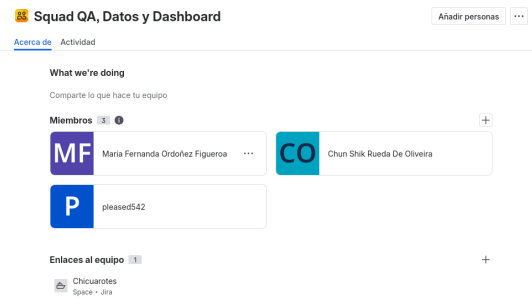 Squad QA, Datos y Dashboard
Añadir personas
Acerca de Actividad
What we're doing
Comparte lo que hace tu equipo
Miembros 3
MF Maria Fernanda Ordoñez Figueroa
CO Chun Shik Rueda De Oliveira
P pleased542
Enlaces al equipo 1
Chicuarotes
Space • Jira